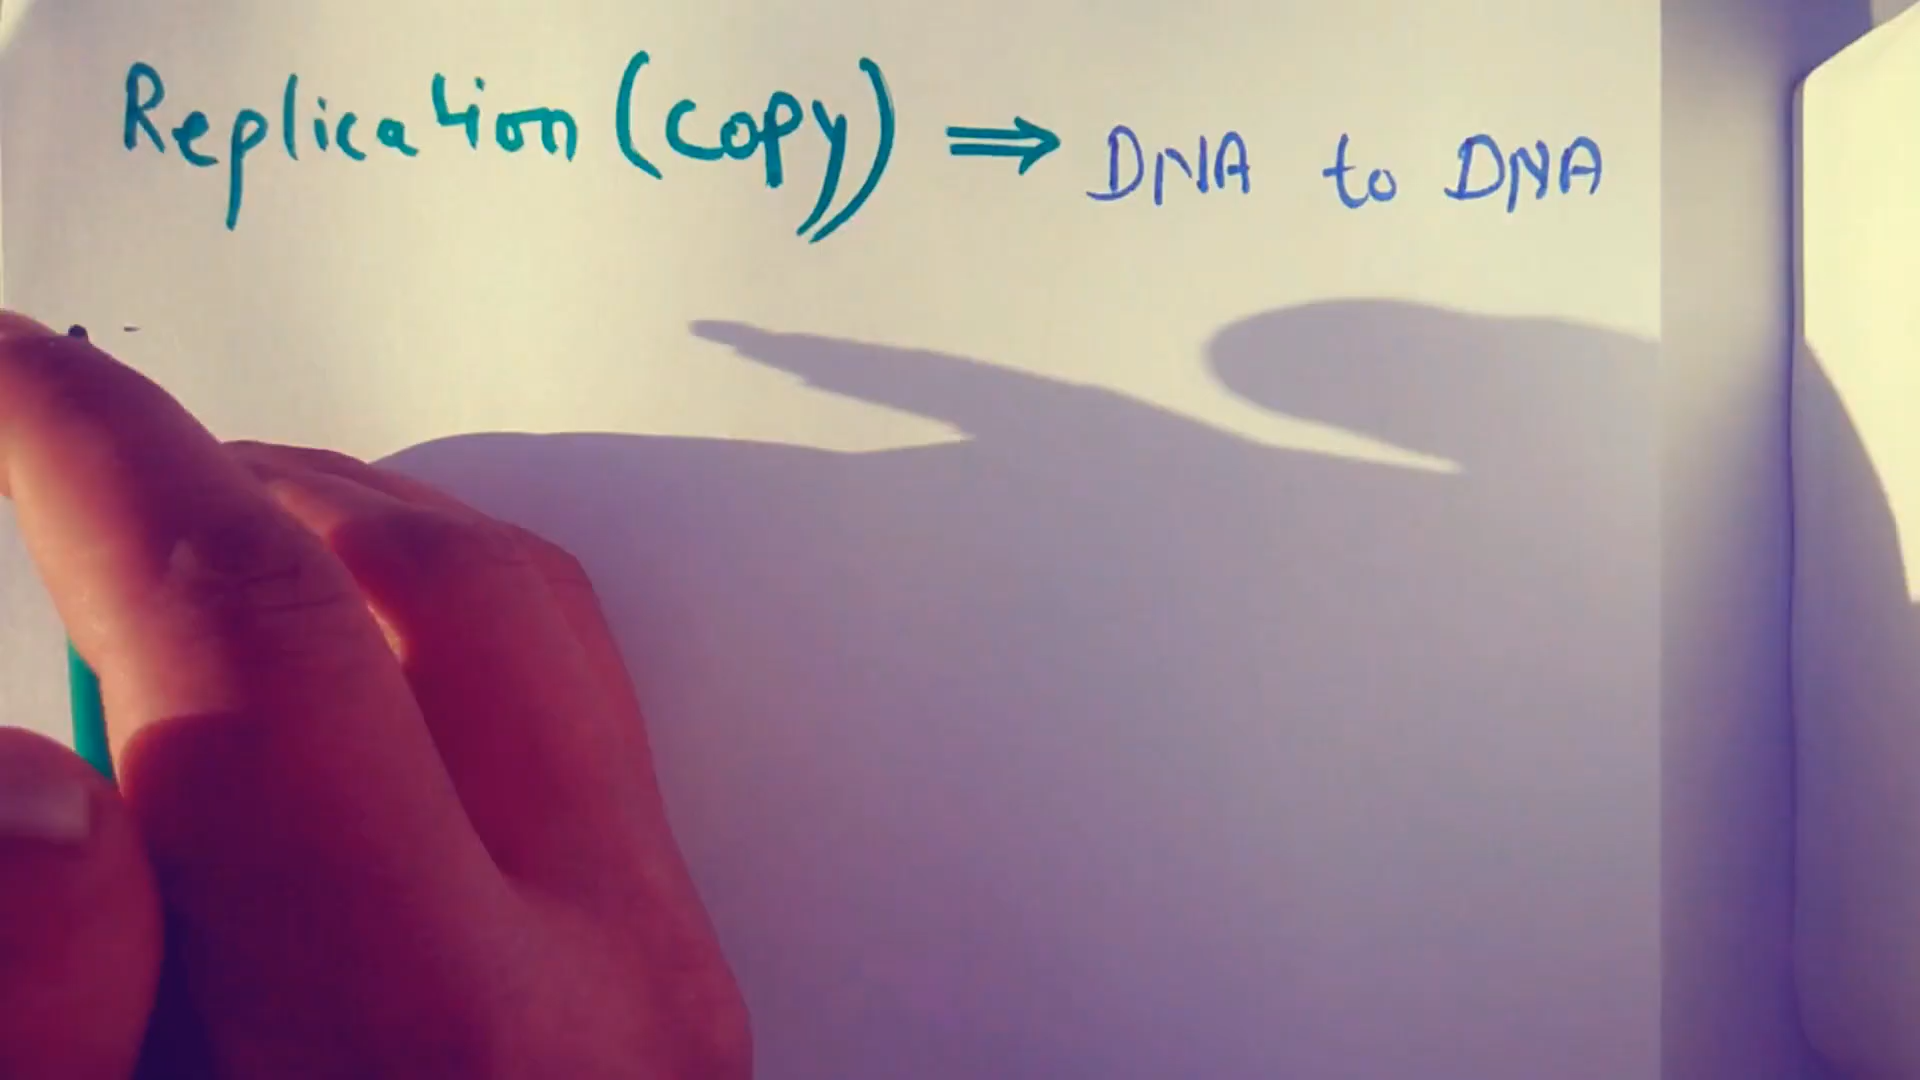 Replication (copy) ⇒ DNA to DNA